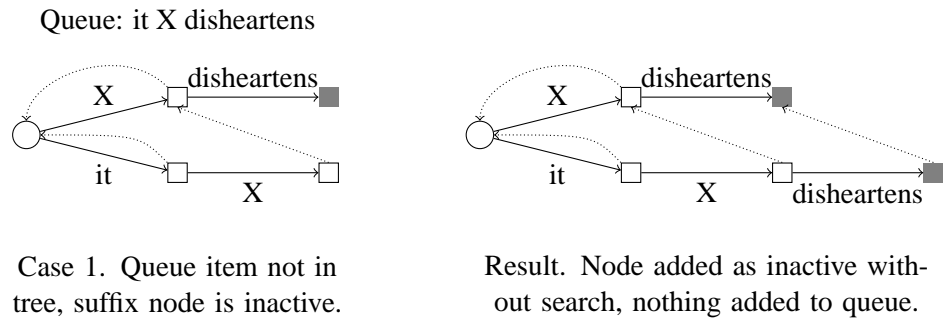 Queue: it X disheartens
X
disheartens
it
X
X
disheartens
it
X
disheartens
Case 1. Queue item not in
tree, suffix node is inactive.
Result. Node added as inactive with-
out search, nothing added to queue.